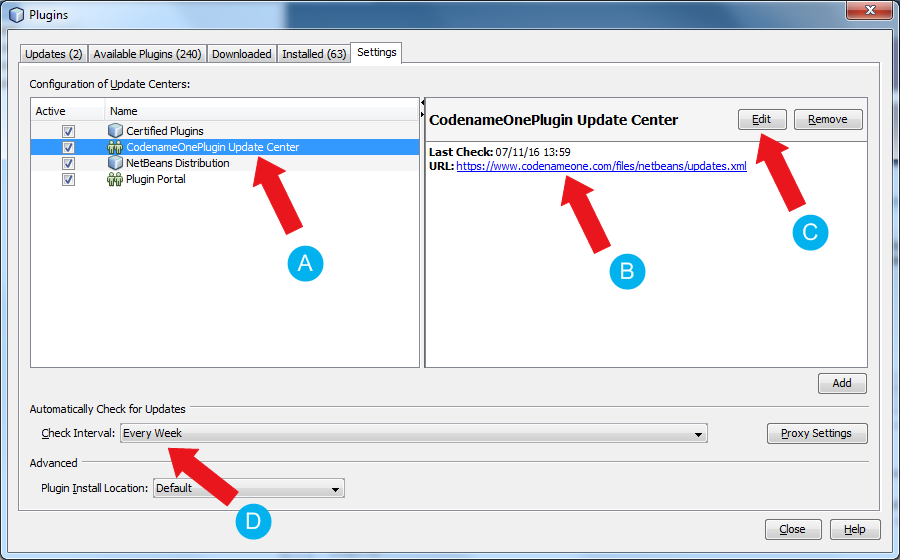 Plugins
Updates (2) Available Plugins (240) Downloaded Installed (63) Settings
Configuration of Update Centers:
Active Name
Certified Plugins
CodenameOnePlugin Update Center
NetBeans Distribution
Plugin Portal
CodenameOnePlugin Update Center Edit Remove
Last Check: 07/11/16 13:59
URL: https://www.codenameone.com/files/netbeans/updates.xml
A
B
C
Add
Automatically Check for Updates
Check Interval: Every Week Proxy Settings
Advanced
Plugin Install Location: Default
D
Close Help